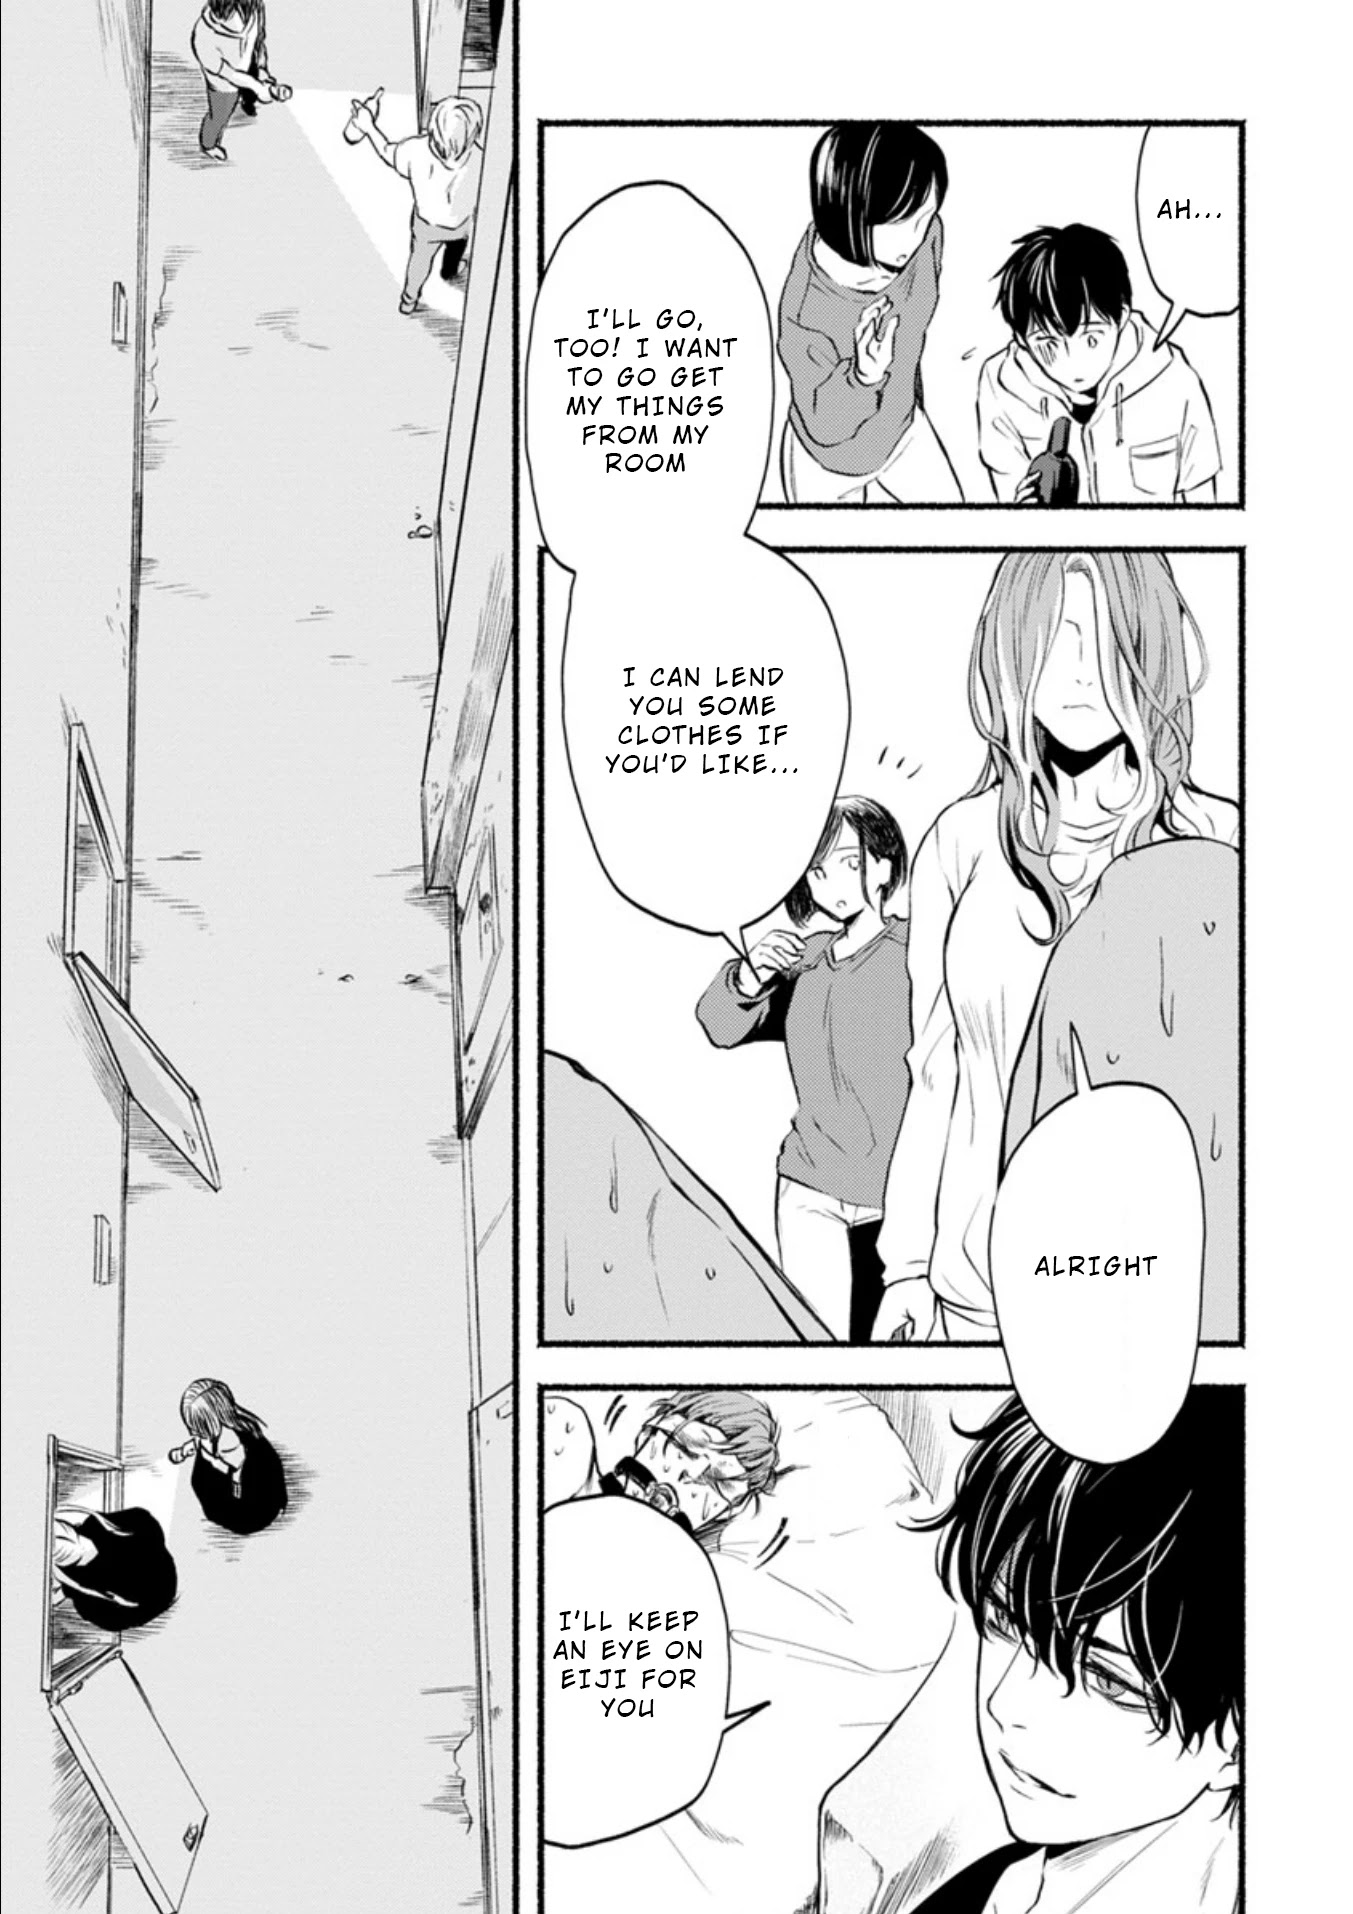 AH...
I'LL GO,
TOO! I WANT
TO GO GET
MY THINGS
FROM MY
ROOM
I CAN LEND
YOU SOME
CLOTHES IF
YOU'D LIKE...
ALRIGHT
I'LL KEEP
AN EYE ON
EIJI FOR
YOU